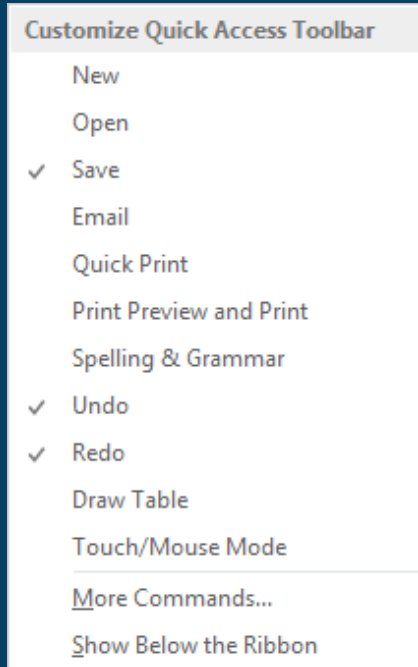 Customize Quick Access Toolbar
New
Open
Save
Email
Quick Print
Print Preview and Print
Spelling & Grammar
Undo
Redo
Draw Table
Touch/Mouse Mode
More Commands...
Show Below the Ribbon